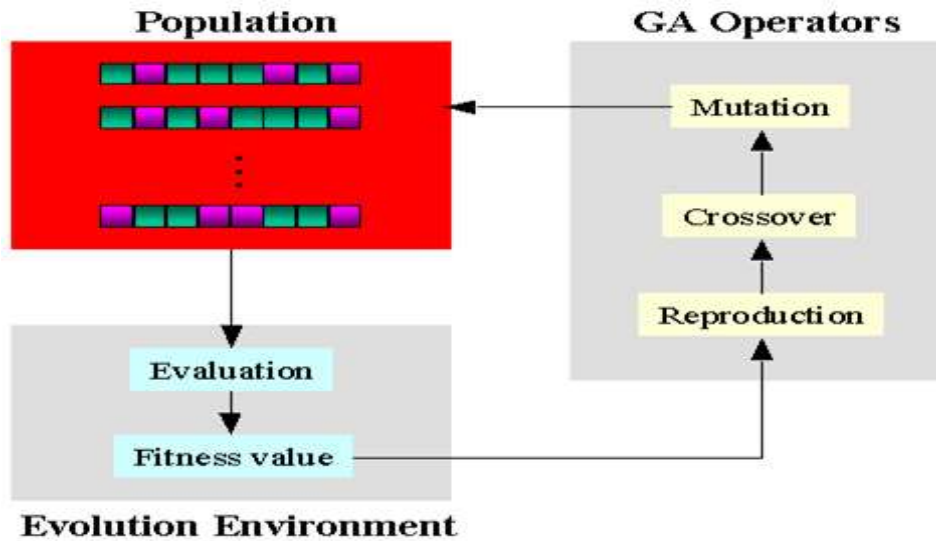 Population
GA Operators
Mutation
Crossover
Reproduction
Evaluation
Fitness value
Evolution Environment